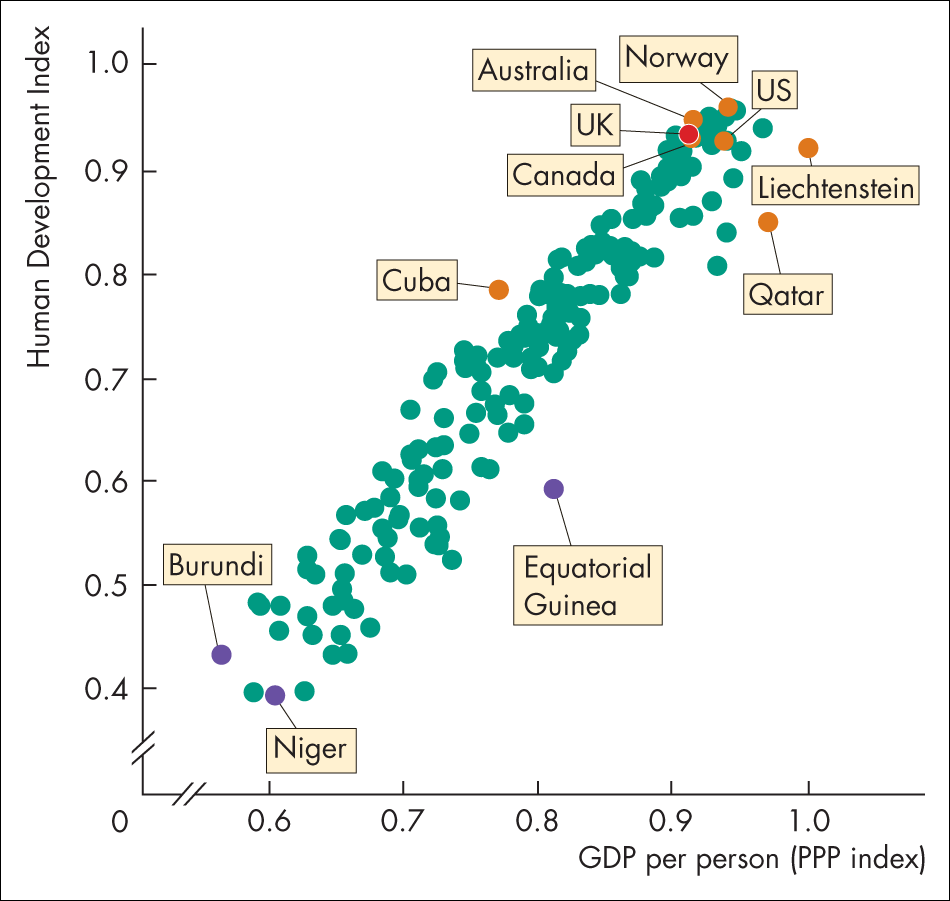 Human Development Index
1.0
0.9
0.8
0.7
0.6
0.5
0.4
Norway
Australia
US
UK
Canada
Liechtenstein
Cuba
Qatar
Burundi
Equatorial
Guinea
Niger
0
0.6
0.7
0.8
0.9
1.0
GDP per person (PPP index)